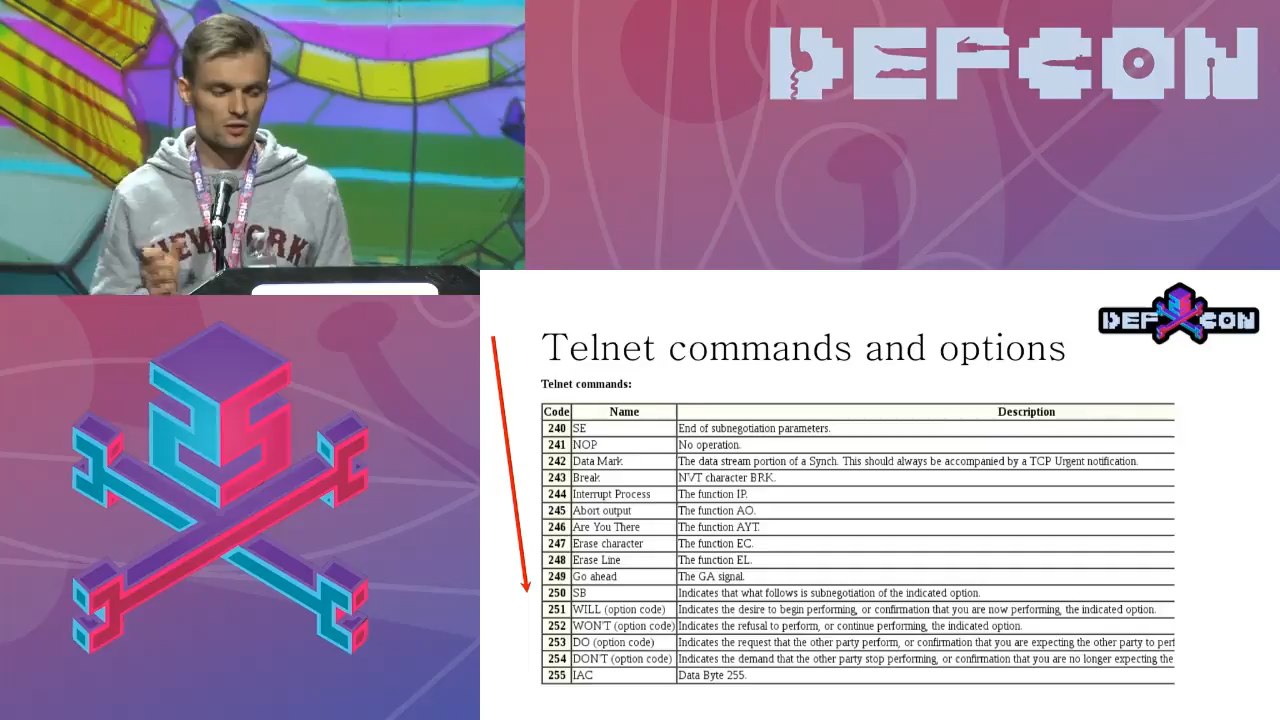 DEFCON
NEW YORK
DEF CON
Telnet commands and options
Telnet commands:
Code Name Description
240 SE End of subnegotiation parameters.
241 NOP No operation.
242 Data Mark The data stream portion of a Synch. This should always be accompanied by a TCP Urgent notification.
243 Break NVT character BRK.
244 Interrupt Process The function IP.
245 Abort output The function AO.
246 Are You There The function AYT.
247 Erase character The function EC.
248 Erase Line The function EL.
249 Go ahead The GA signal.
250 SB Indicates that what follows is subnegotiation of the indicated option.
251 WILL (option code) Indicates the desire to begin performing, or confirmation that you are now performing, the indicated option.
252 WON'T (option code) Indicates the refusal to perform, or continue performing, the indicated option.
253 DO (option code) Indicates the request that the other party perform, or confirmation that you are expecting the other party to perf
254 DON'T (option code) Indicates the demand that the other party stop performing, or confirmation that you are no longer expecting the
255 IAC Data Byte 255.